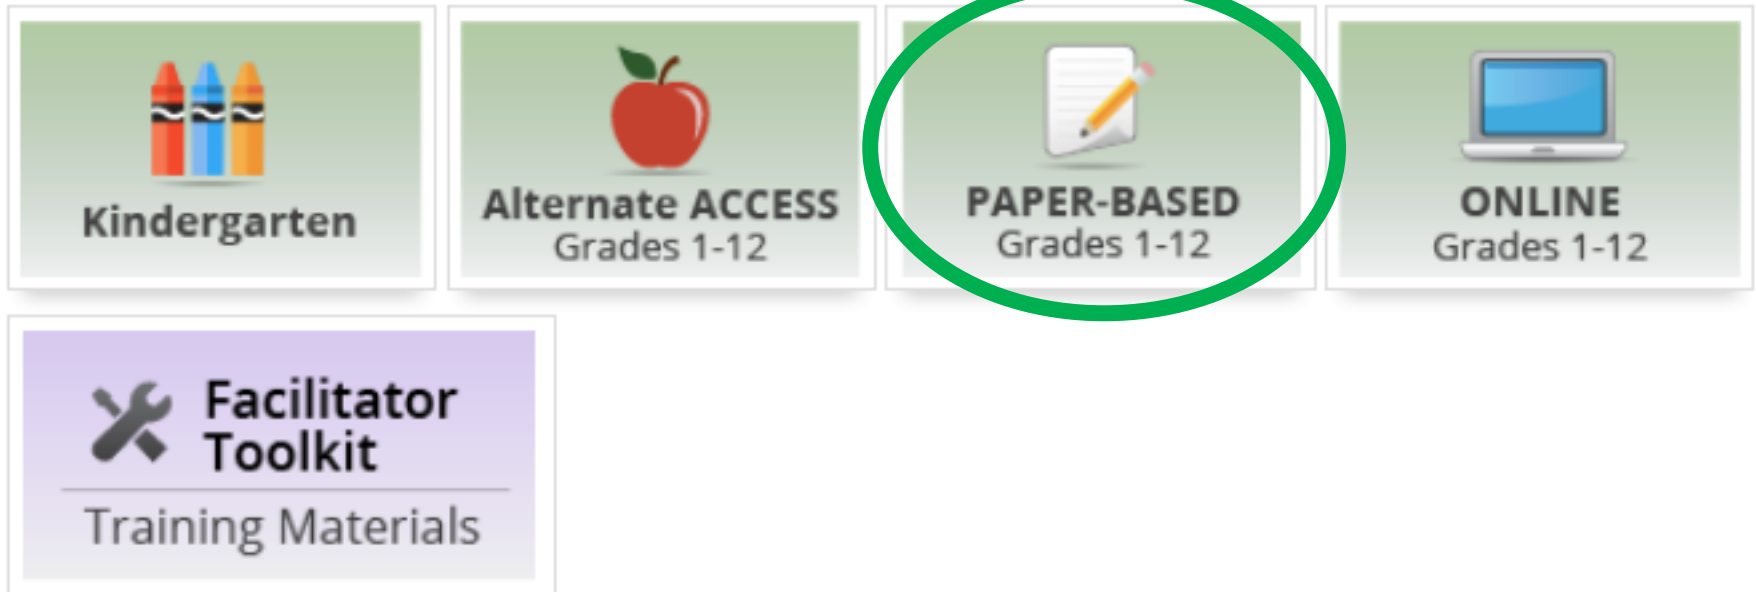 Kindergarten
Alternate ACCESS
Grades 1-12
PAPER-BASED
Grades 1-12
ONLINE
Grades 1-12
Facilitator
Toolkit
Training Materials